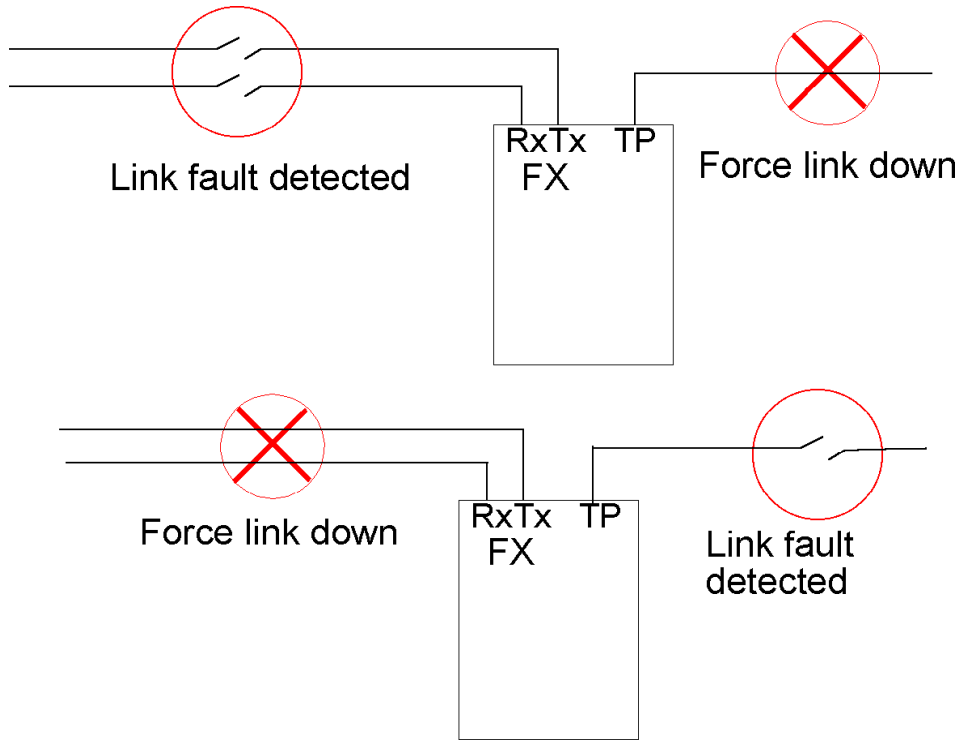 RxTx TP
FX
Link fault detected
Force link down
RxTx TP
FX
Force link down
Link fault
detected